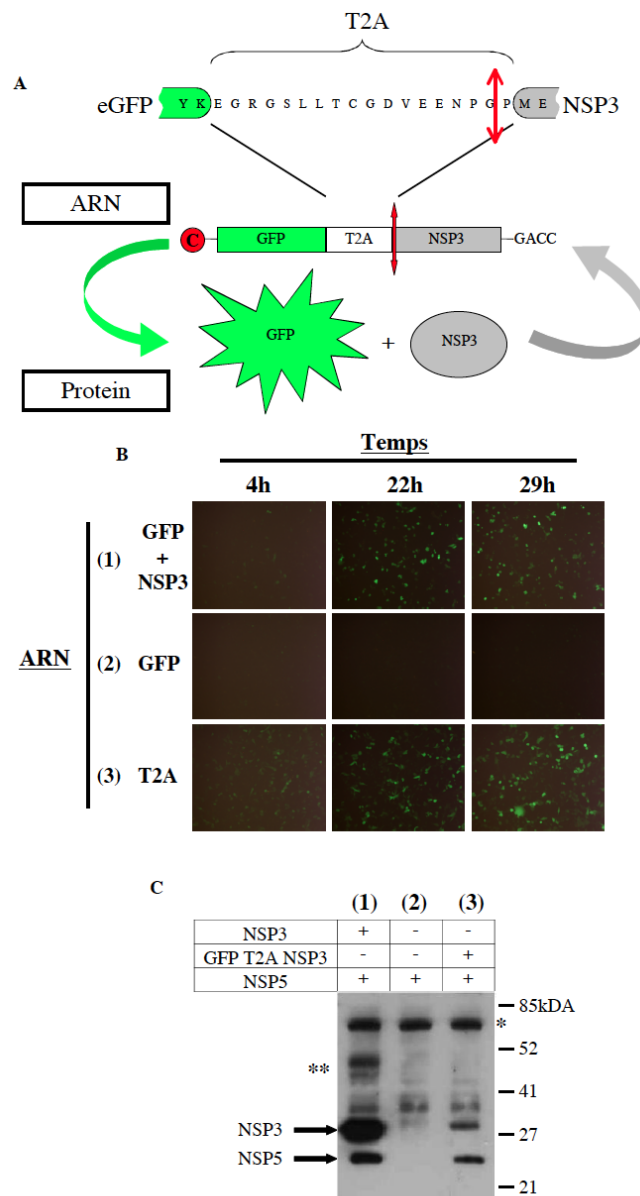 T2A
A
eGFP Y K E G R G S L L T C G D V E E N P G P M E NSP3
ARN
C GFP T2A NSP3 GACC
GFP + NSP3
Protein
B
Temps
4h 22h 29h
(1) GFP + NSP3
ARN (2) GFP
(3) T2A
C
(1) (2) (3)
NSP3 + - -
GFP T2A NSP3 - - +
NSP5 + + +
85kDA
*
52
**
41
NSP3 27
NSP5
21